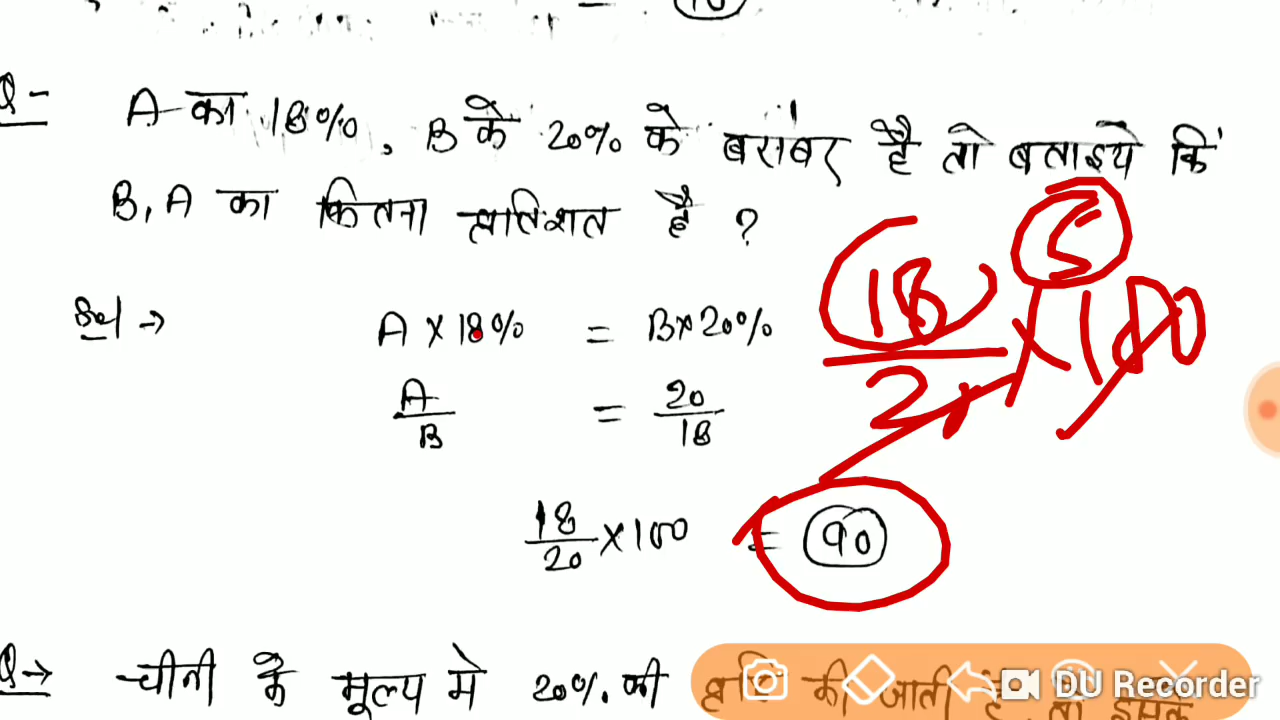 Q- A का 18%, B के 20% के बराबर है तो बताइये कि
B, A का कितना प्रतिशत है ?
Sol → A × 18% = B × 20%
A/B = 20/18
18/20 × 100 = 90
18/20 × 100
5
Q→ चीनी के मूल्य मे 20% की की जाती है
DU Recorder